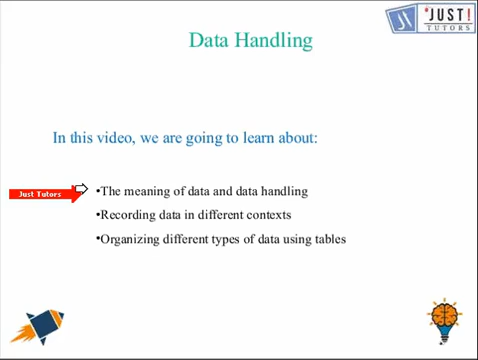 Data Handling
JUST!
TUTORS
In this video, we are going to learn about:
Just Tutors
•The meaning of data and data handling
•Recording data in different contexts
•Organizing different types of data using tables